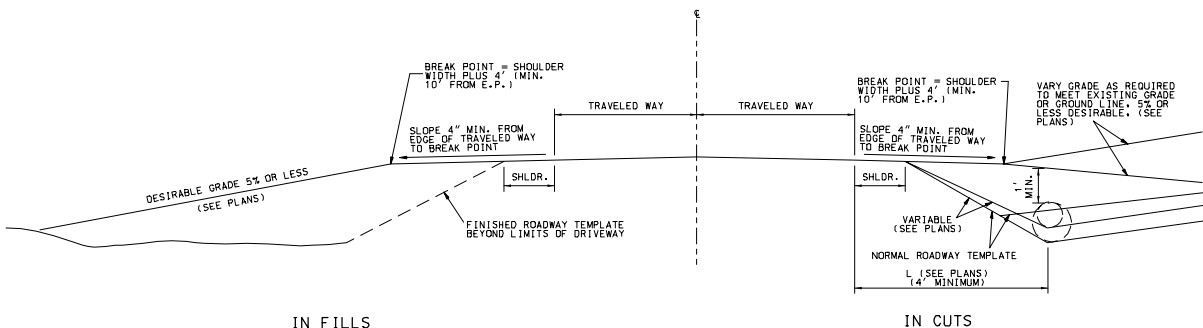 ℄
BREAK POINT = SHOULDER
WIDTH PLUS 4' (MIN.
10' FROM E.P.)
TRAVELED WAY
TRAVELED WAY
BREAK POINT = SHOULDER
WIDTH PLUS 4' (MIN.
10' FROM E.P.)
VARY GRADE AS REQUIRED
TO MEET EXISTING GRADE
OR GROUND LINE. 5% OR
LESS DESIRABLE. (SEE
PLANS)
SLOPE 4" MIN. FROM
EDGE OF TRAVELED WAY
TO BREAK POINT
SLOPE 4" MIN. FROM
EDGE OF TRAVELED WAY
TO BREAK POINT
DESIRABLE GRADE 5% OR LESS
(SEE PLANS)
SHLDR.
SHLDR.
1'
MIN.
FINISHED ROADWAY TEMPLATE
BEYOND LIMITS OF DRIVEWAY
VARIABLE
(SEE PLANS)
NORMAL ROADWAY TEMPLATE
L (SEE PLANS)
(4' MINIMUM)
IN FILLS
IN CUTS